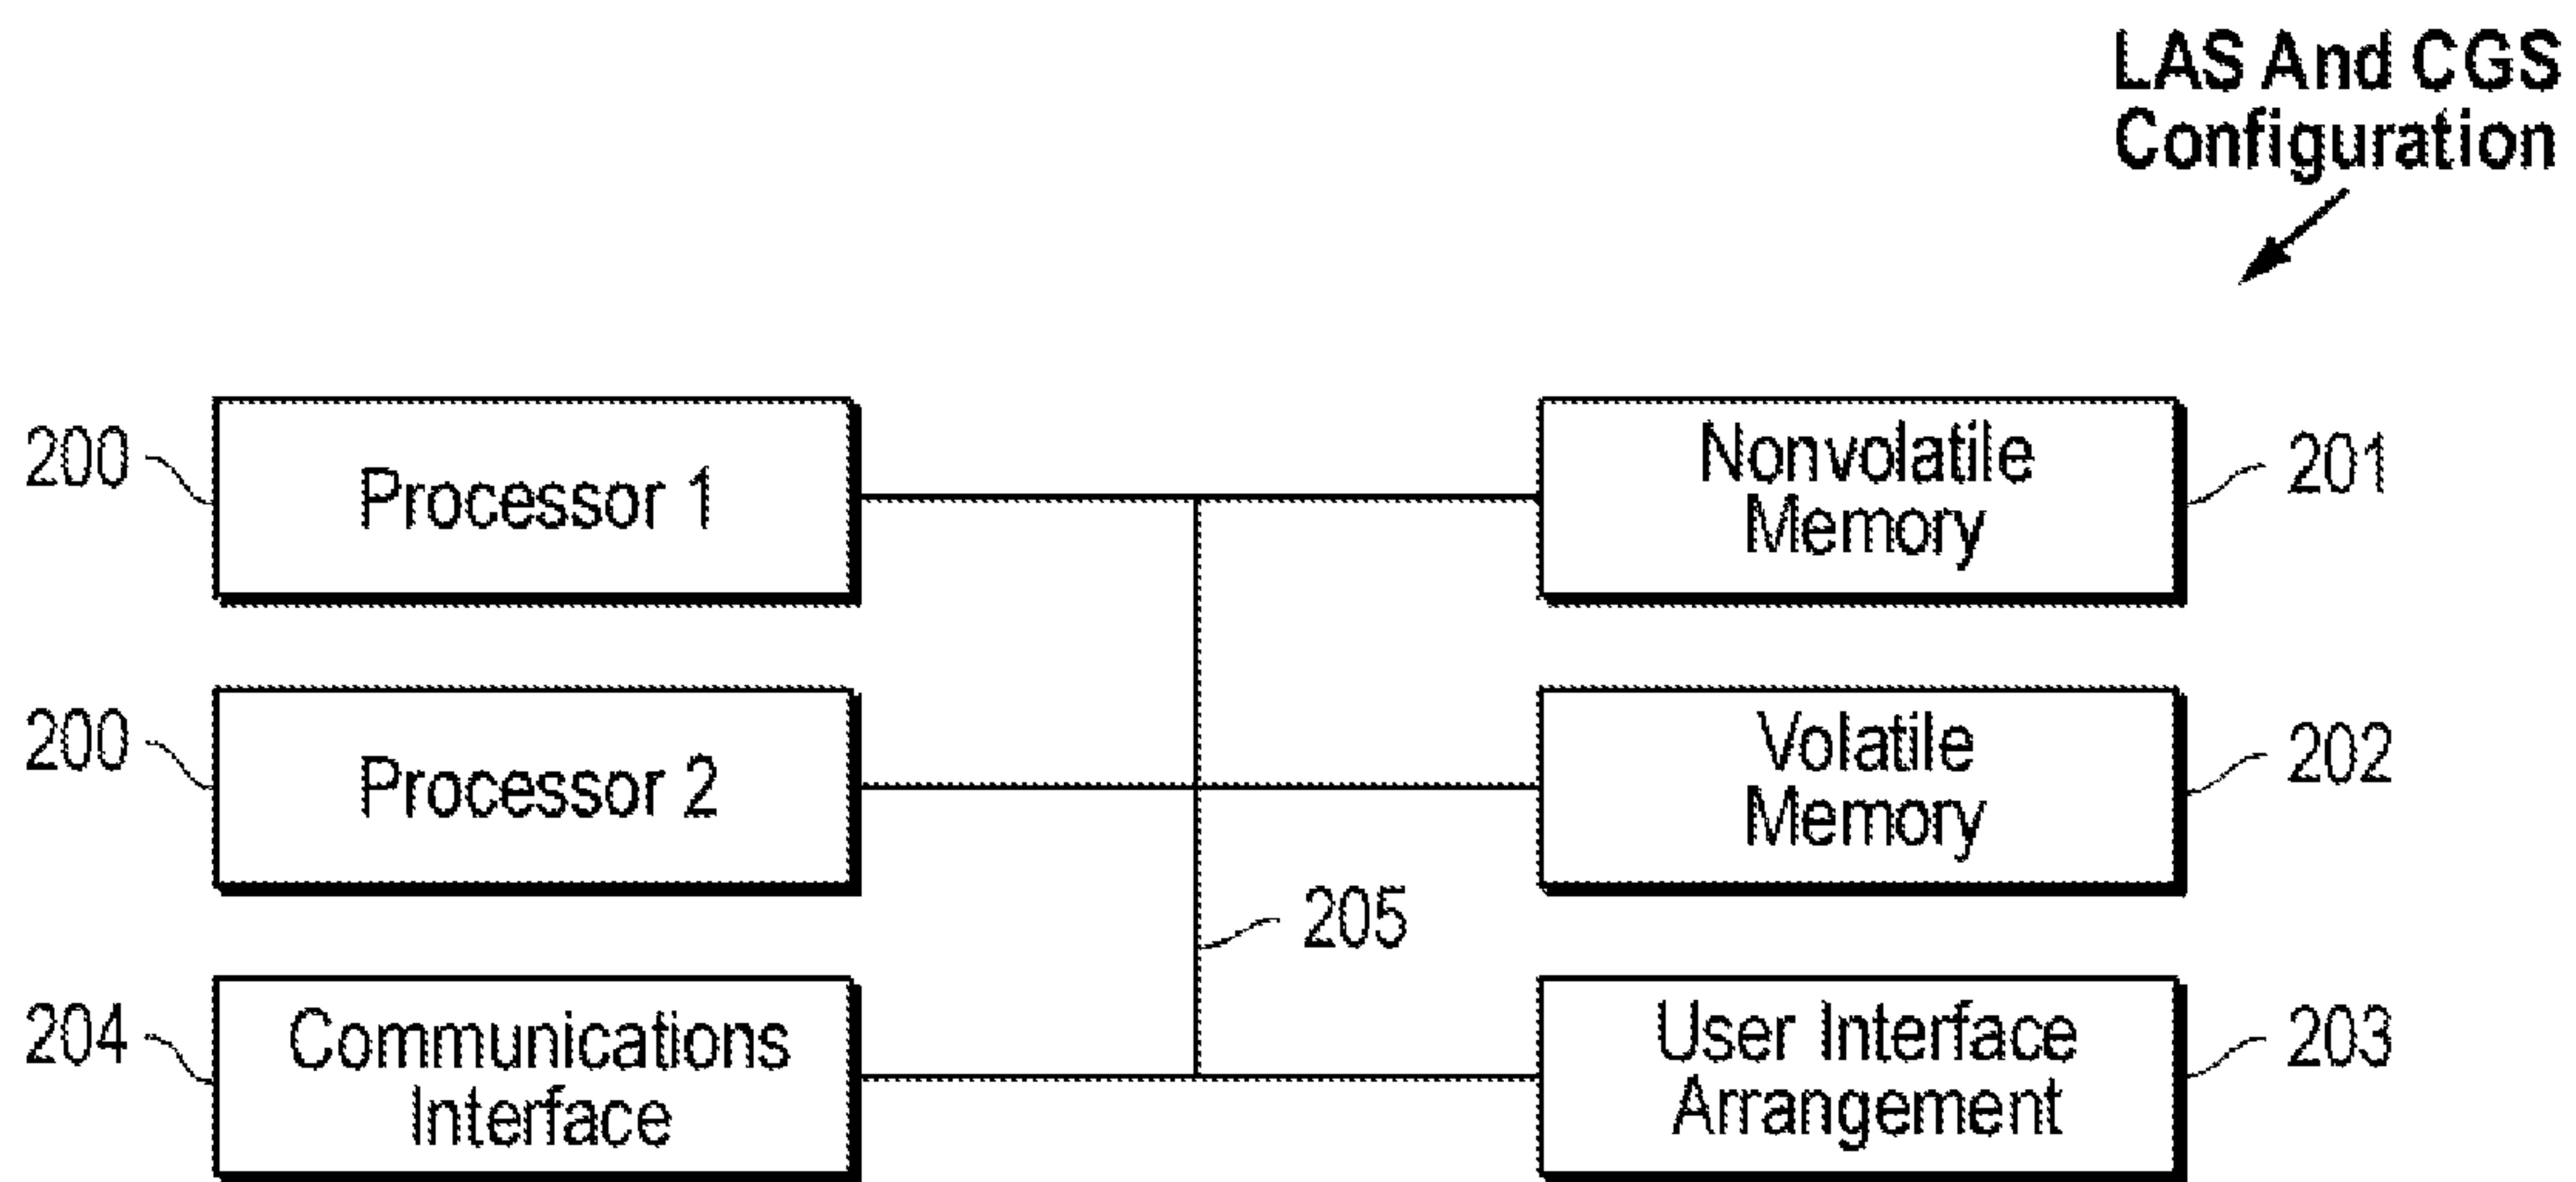 LAS And CGS
Configuration
200
Processor 1
Nonvolatile
Memory
201
200
Processor 2
Volatile
Memory
202
205
204
Communications
Interface
User Interface
Arrangement
203